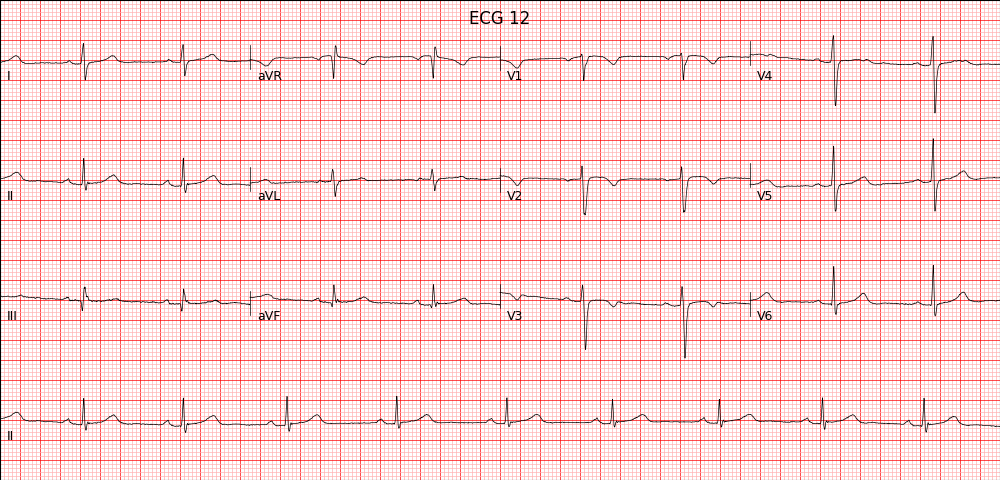 ECG 12
I aVR V1 V4
II aVL V2 V5
III aVF V3 V6
II